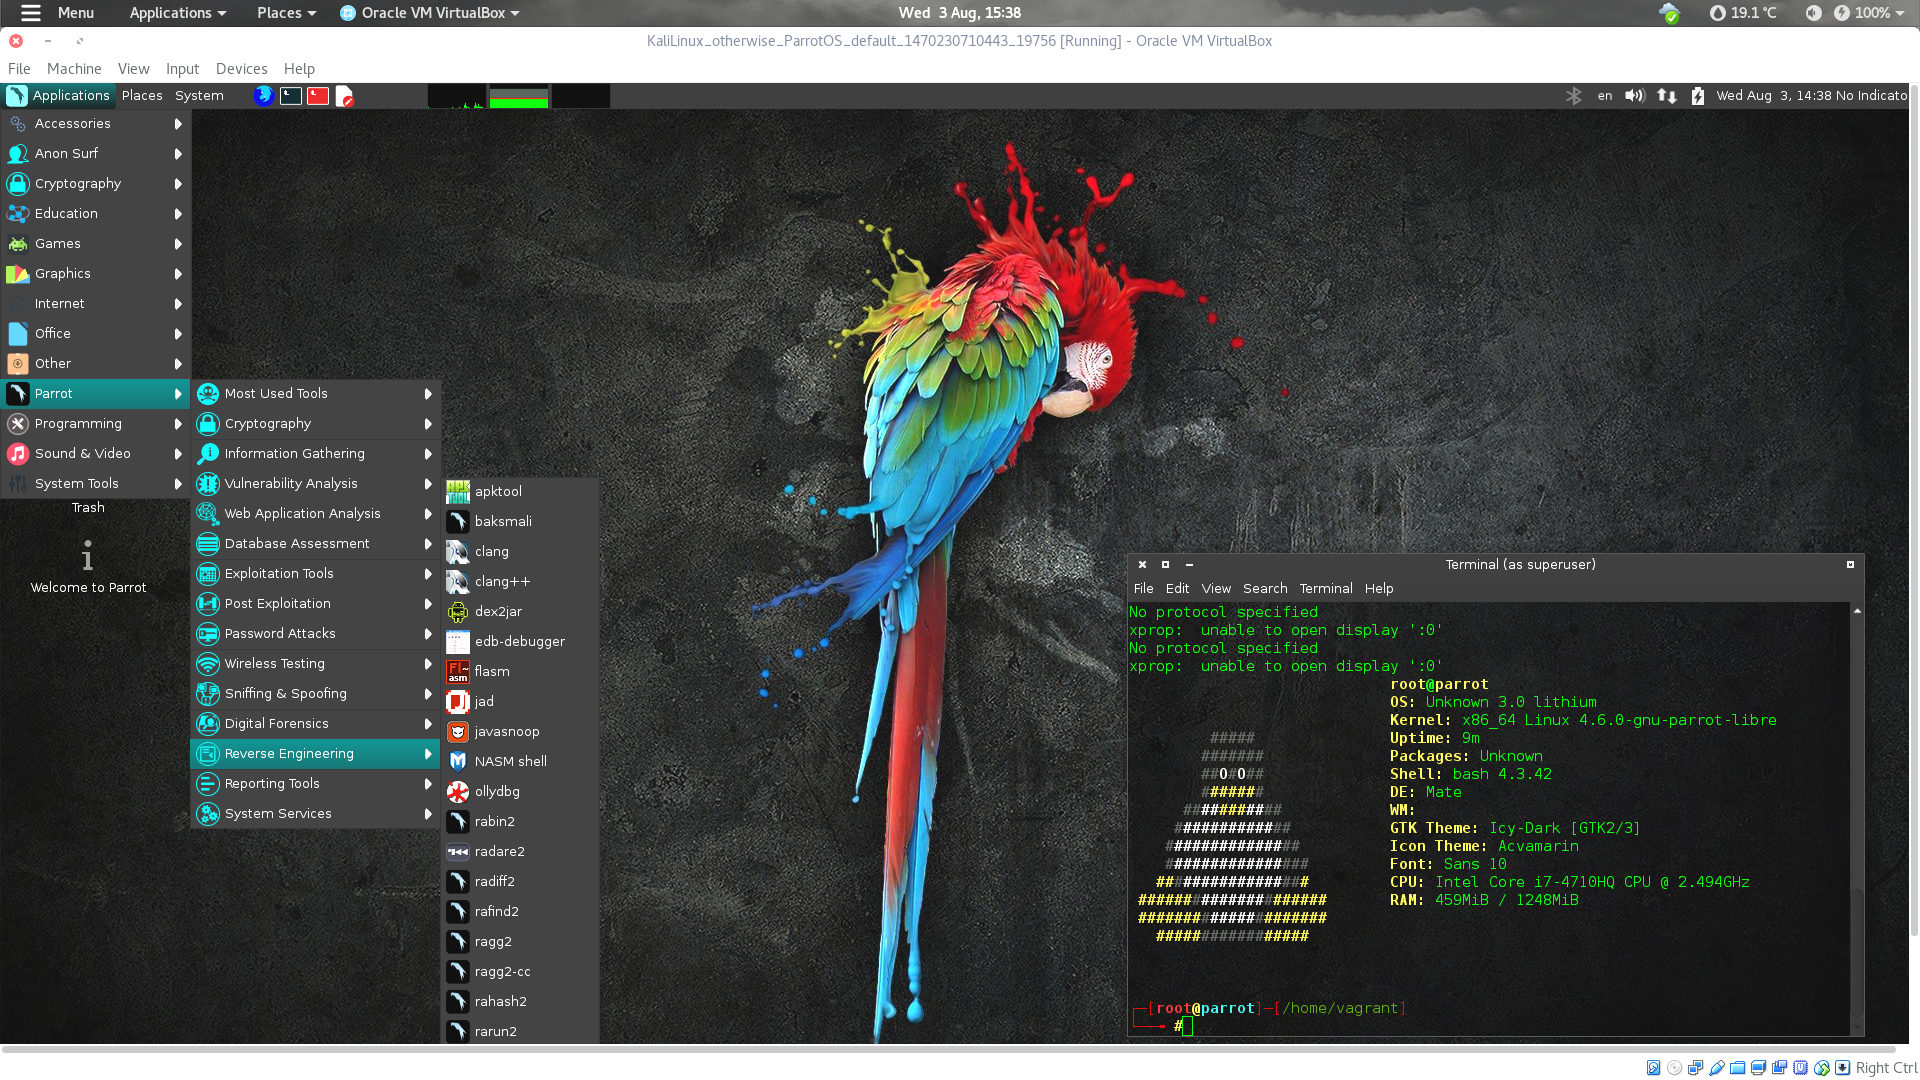 Menu Applications Places Oracle VM VirtualBox Wed 3 Aug, 15:38 19.1 °C 100%
KaliLinux_otherwise_ParrotOS_default_1470230710443_19756 [Running] - Oracle VM VirtualBox
File Machine View Input Devices Help
Applications Places System en Wed Aug 3, 14:38 No Indicato
Accessories
Anon Surf
Cryptography
Education
Games
Graphics
Internet
Office
Other
Parrot
Programming
Sound & Video
System Tools
Trash
Welcome to Parrot
Most Used Tools
Cryptography
Information Gathering
Vulnerability Analysis
Web Application Analysis
Database Assessment
Exploitation Tools
Post Exploitation
Password Attacks
Wireless Testing
Sniffing & Spoofing
Digital Forensics
Reverse Engineering
Reporting Tools
System Services
apktool
baksmali
clang
clang++
dex2jar
edb-debugger
flasm
jad
javasnoop
NASM shell
ollydbg
rabin2
radare2
radiff2
rafind2
ragg2
ragg2-cc
rahash2
rarun2
Terminal (as superuser)
File Edit View Search Terminal Help
No protocol specified
xprop:  unable to open display ':0'
No protocol specified
xprop:  unable to open display ':0'
root@parrot
OS: Unknown 3.0 lithium
Kernel: x86_64 Linux 4.6.0-gnu-parrot-libre
##### Uptime: 9m
####### Packages: Unknown
##O#O## Shell: bash 4.3.42
####### DE: Mate
########### WM:
############# GTK Theme: Icy-Dark [GTK2/3]
############### Icon Theme: Acvamarin
################ Font: Sans 10
################# CPU: Intel Core i7-4710HQ CPU @ 2.494GHz
##################### RAM: 459MiB / 1248MiB
#####################
#################
[root@parrot]─[/home/vagrant]
#
Right Ctrl